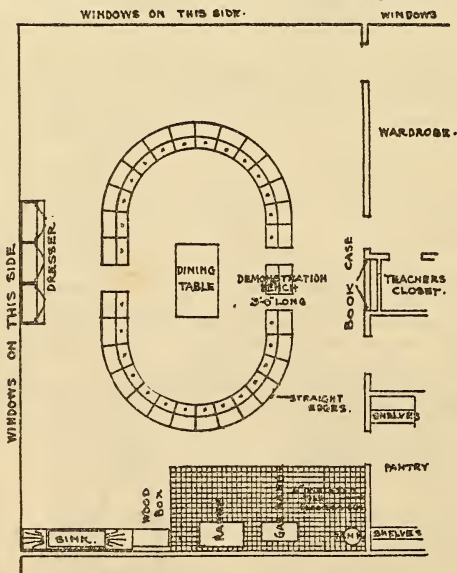 WINDOWS ON THIS SIDE.
WINDOWS
WARDROBE.
WINDOWS ON THIS SIDE
DRESSER.
DINING
TABLE
DEMONSTRATION
BENCH
3'-0" LONG
BOOK CASE
TEACHERS
CLOSET.
STRAIGHT
EDGES.
SHELVES
PANTRY
WOOD
BOX
SINK.
RANGE
GAS RANGE
TANK
SHELVES